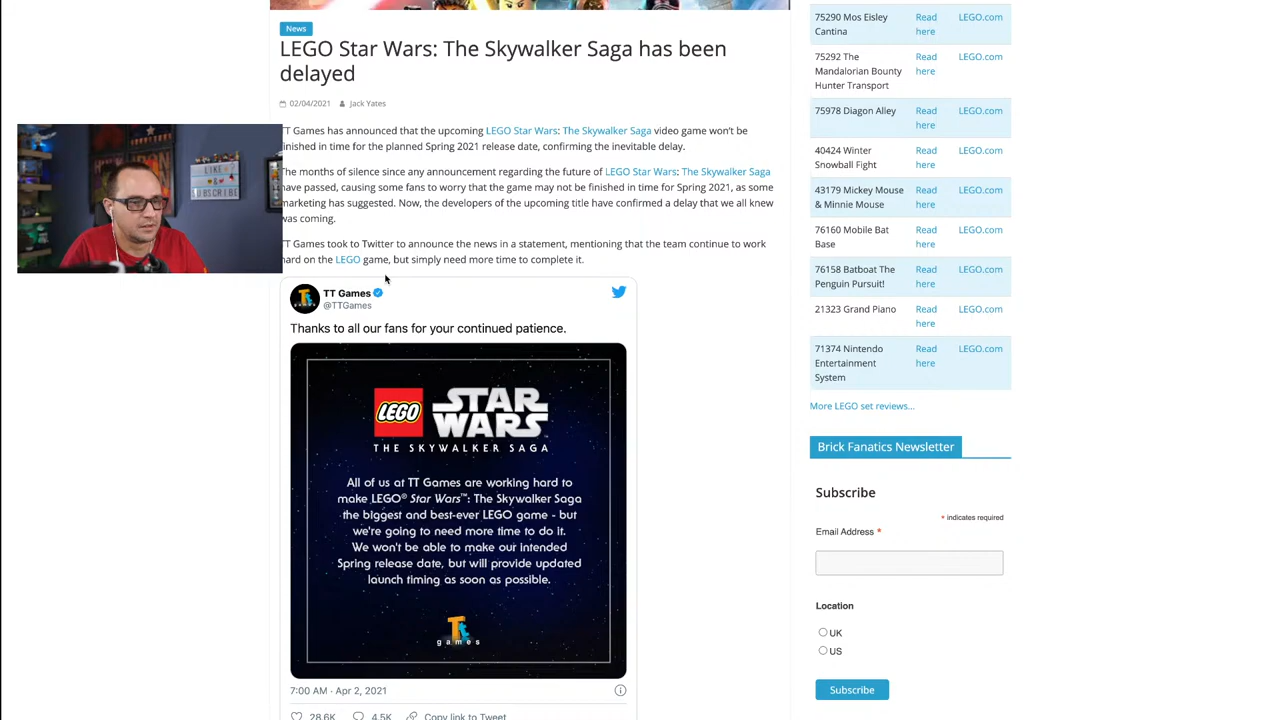 News
LEGO Star Wars: The Skywalker Saga has been
delayed
02/04/2021 Jack Yates
TT Games has announced that the upcoming LEGO Star Wars: The Skywalker Saga video game won't be
finished in time for the planned Spring 2021 release date, confirming the inevitable delay.
The months of silence since any announcement regarding the future of LEGO Star Wars: The Skywalker Saga
have passed, causing some fans to worry that the game may not be finished in time for Spring 2021, as some
marketing has suggested. Now, the developers of the upcoming title have confirmed a delay that we all knew
was coming.
TT Games took to Twitter to announce the news in a statement, mentioning that the team continue to work
hard on the LEGO game, but simply need more time to complete it.
TT Games
@TTGames
Thanks to all our fans for your continued patience.
LEGO STAR WARS
THE SKYWALKER SAGA
All of us at TT Games are working hard to
make LEGO® Star Wars™: The Skywalker Saga
the biggest and best-ever LEGO game - but
we're going to need more time to do it.
We won't be able to make our intended
Spring release date, but will provide updated
launch timing as soon as possible.
games
7:00 AM · Apr 2, 2021
28.6K 4.5K Copy link to Tweet
LIKE
&
SUBSCRIBE
75290 Mos Eisley Read LEGO.com
Cantina here
75292 The Read LEGO.com
Mandalorian Bounty here
Hunter Transport
75978 Diagon Alley Read LEGO.com
here
40424 Winter Read LEGO.com
Snowball Fight here
43179 Mickey Mouse Read LEGO.com
& Minnie Mouse here
76160 Mobile Bat Read LEGO.com
Base here
76158 Batboat The Read LEGO.com
Penguin Pursuit! here
21323 Grand Piano Read LEGO.com
here
71374 Nintendo Read LEGO.com
Entertainment here
System
More LEGO set reviews...
Brick Fanatics Newsletter
Subscribe
* indicates required
Email Address *
Location
UK
US
Subscribe